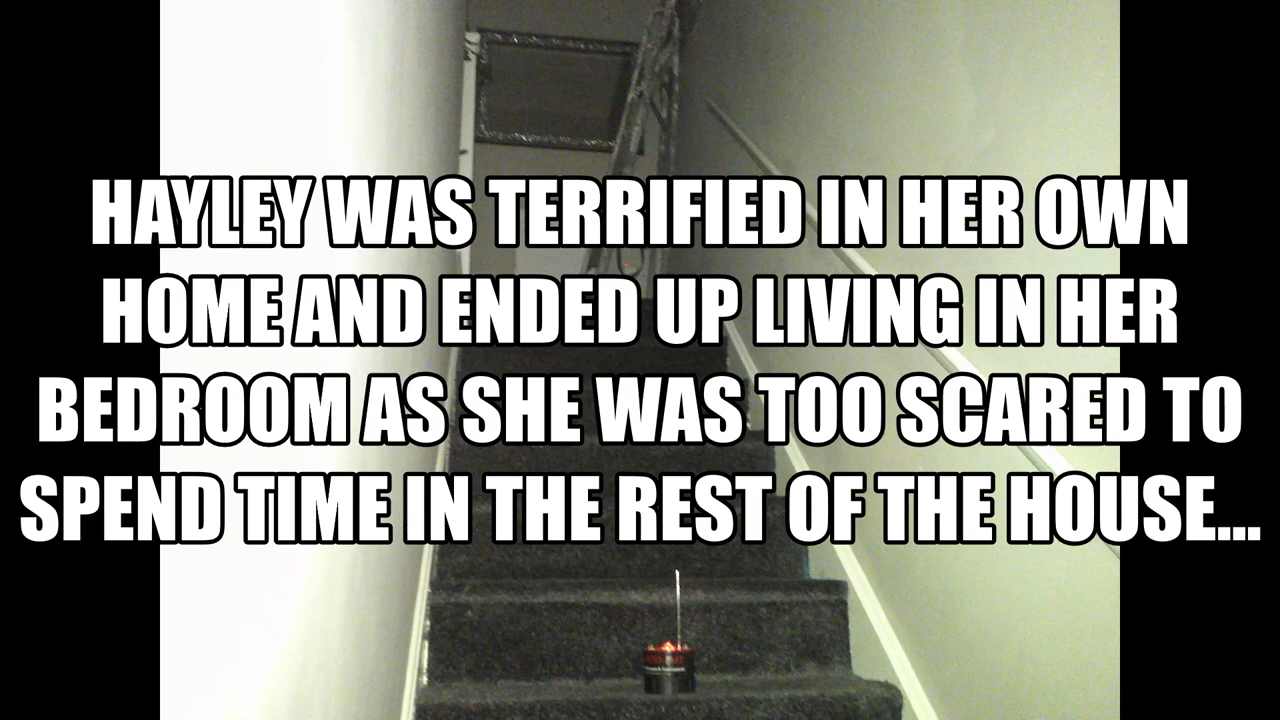 HAYLEY WAS TERRIFIED IN HER OWN
HOME AND ENDED UP LIVING IN HER
BEDROOM AS SHE WAS TOO SCARED TO
SPEND TIME IN THE REST OF THE HOUSE...